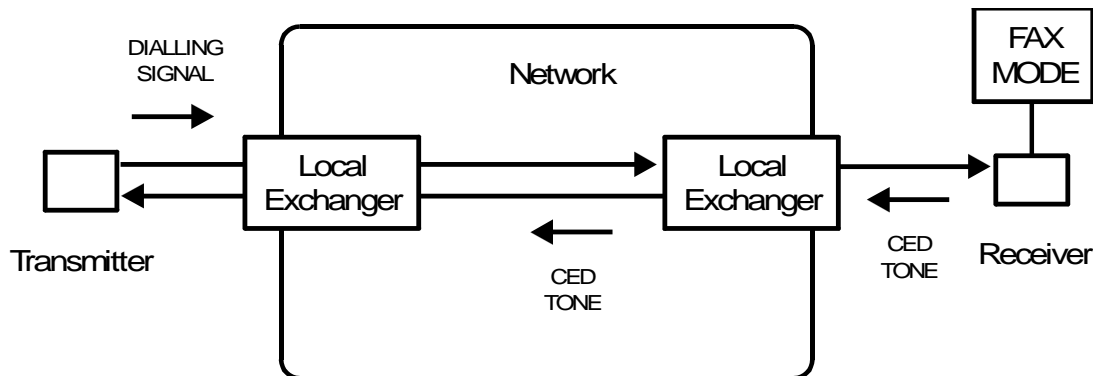 DIALLING
SIGNAL
Network
FAX
MODE
Local
Exchanger
Local
Exchanger
Transmitter
CED
TONE
CED
TONE
Receiver